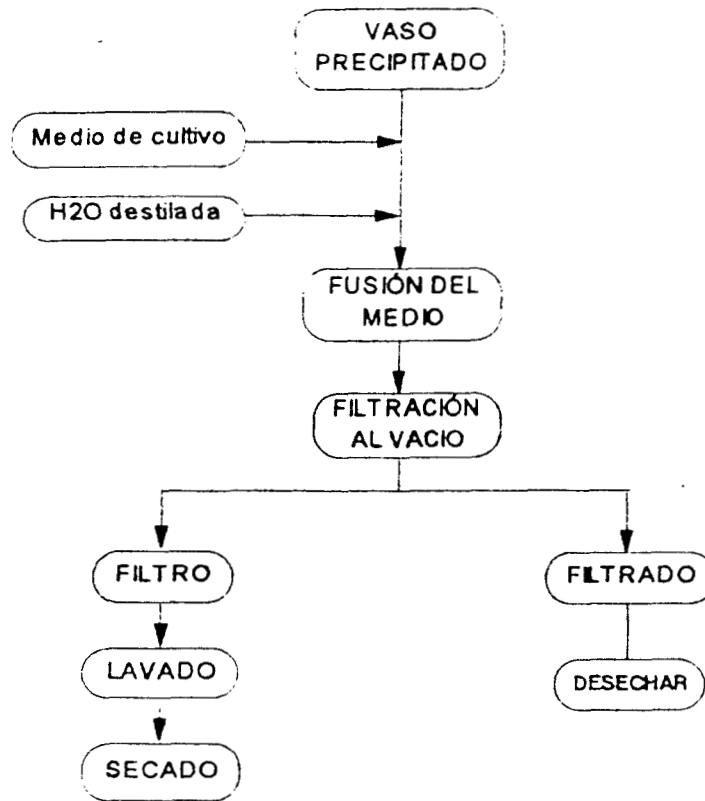 VASO
PRECIPITADO
Medio de cultivo
H2O destilada
FUSIÓN DEL
MEDIO
FILTRACIÓN
AL VACIO
FILTRO
FILTRADO
LAVADO
DESECHAR
SECADO